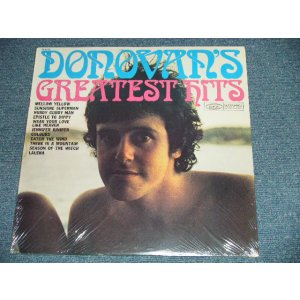 DONOVAN'S
GREATEST HITS
MELLOW YELLOW
SUNSHINE SUPERMAN
HURDY GURDY MAN
EPISTLE TO DIPPY
WEAR YOUR LOVE
LIKE HEAVEN
JENNIFER JUNIPER
COLOURS
CATCH THE WIND
THERE IS A MOUNTAIN
SEASON OF THE WITCH
LALENA